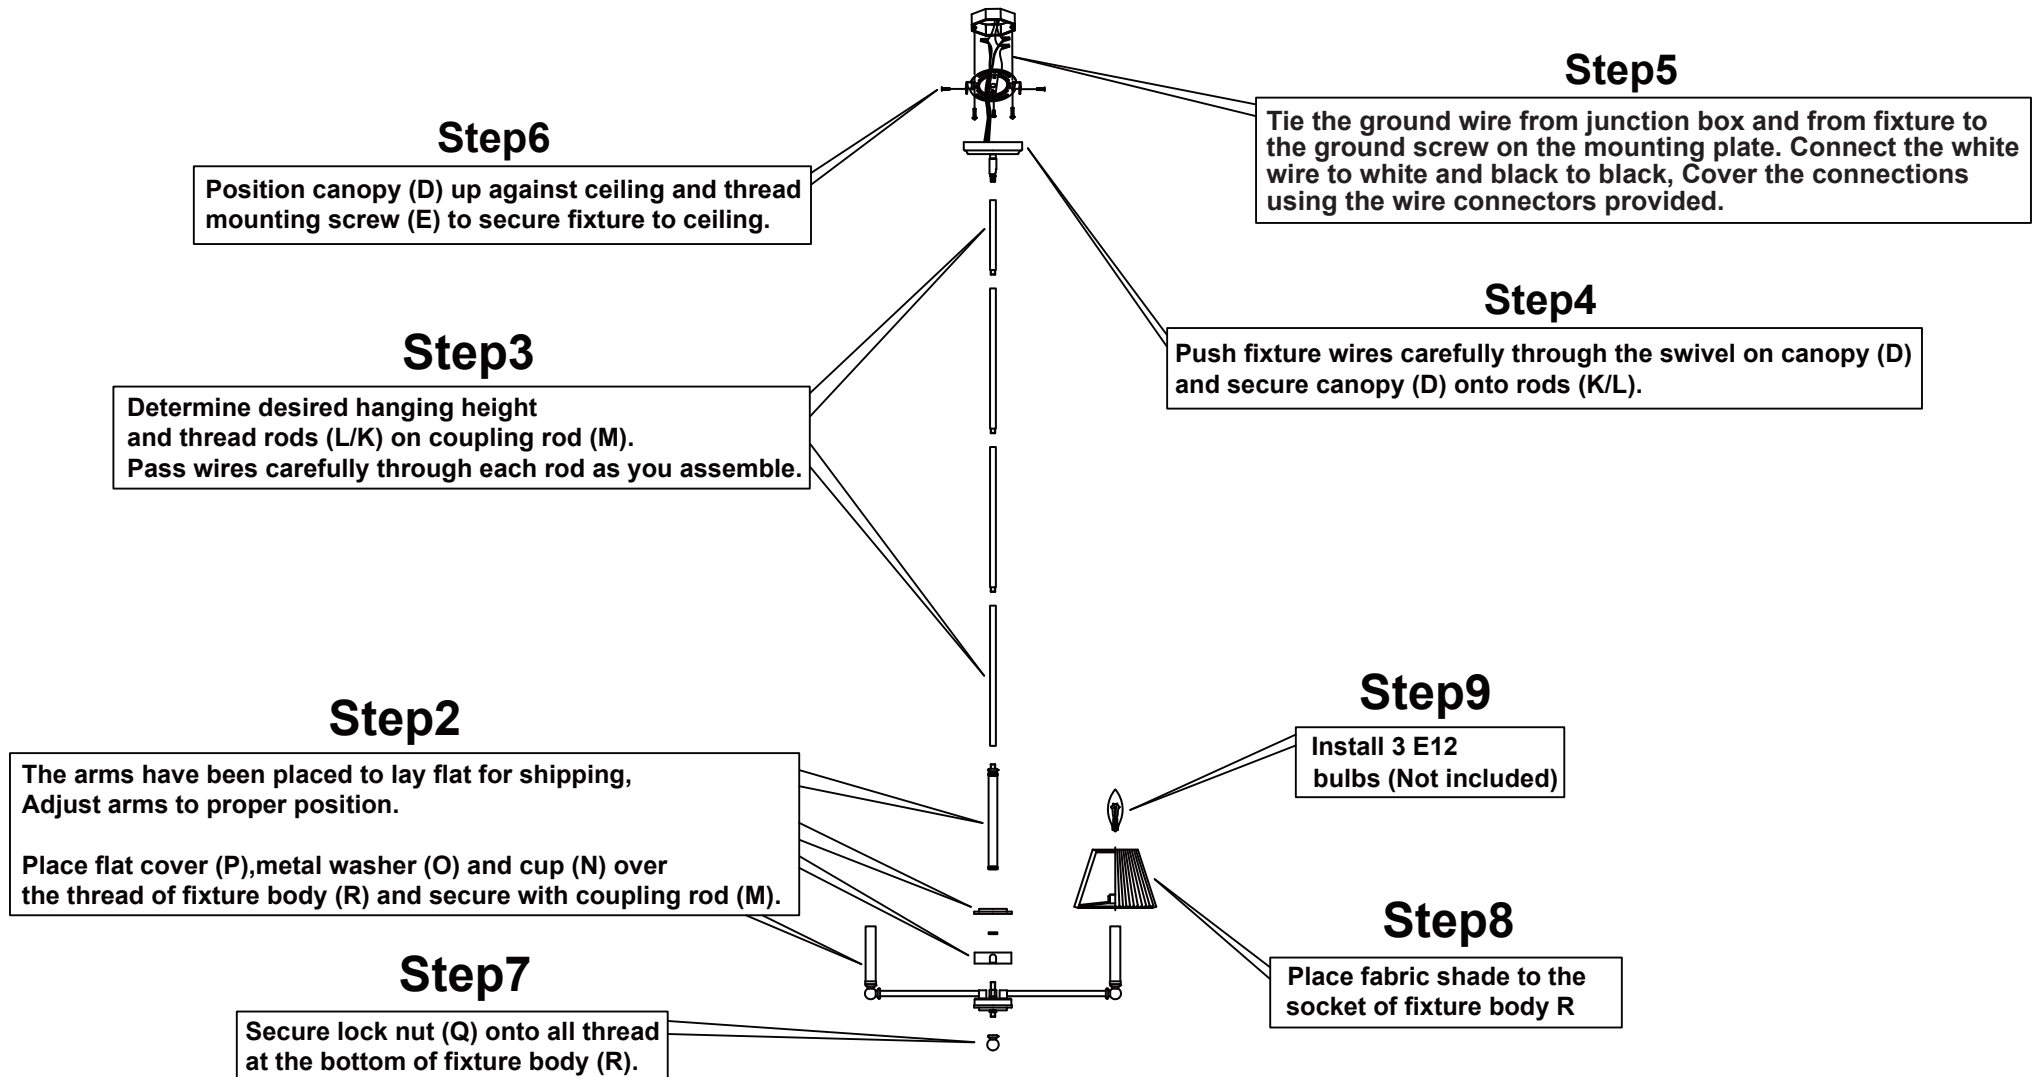 Step5
Tie the ground wire from junction box and from fixture to
the ground screw on the mounting plate. Connect the white
wire to white and black to black, Cover the connections
using the wire connectors provided.
Step6
Position canopy (D) up against ceiling and thread
mounting screw (E) to secure fixture to ceiling.
Step4
Push fixture wires carefully through the swivel on canopy (D)
and secure canopy (D) onto rods (K/L).
Step3
Determine desired hanging height
and thread rods (L/K) on coupling rod (M).
Pass wires carefully through each rod as you assemble.
Step9
Install 3 E12
bulbs (Not included)
Step2
The arms have been placed to lay flat for shipping,
Adjust arms to proper position.
Place flat cover (P),metal washer (O) and cup (N) over
the thread of fixture body (R) and secure with coupling rod (M).
Step8
Place fabric shade to the
socket of fixture body R
Step7
Secure lock nut (Q) onto all thread
at the bottom of fixture body (R).